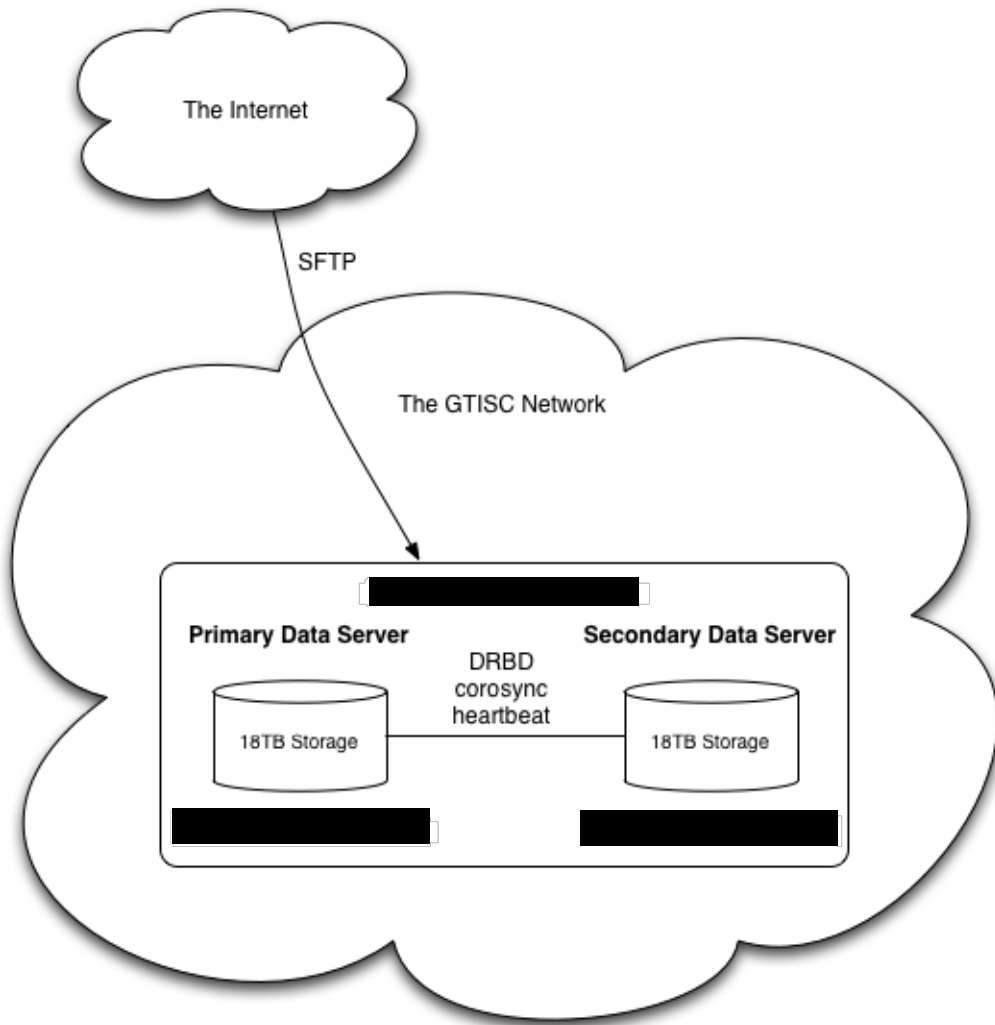 The Internet
SFTP
The GTISC Network
Primary Data Server
Secondary Data Server
DRBD
corosync
heartbeat
18TB Storage
18TB Storage